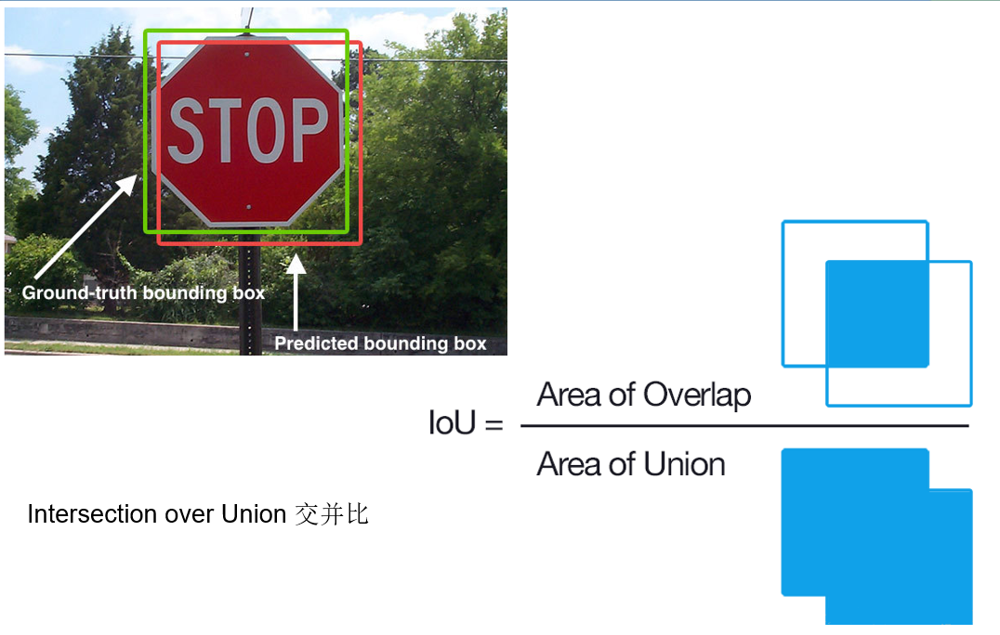 STOP
Ground-truth bounding box
Predicted bounding box
Area of Overlap
IoU =
Area of Union
Intersection over Union 交并比